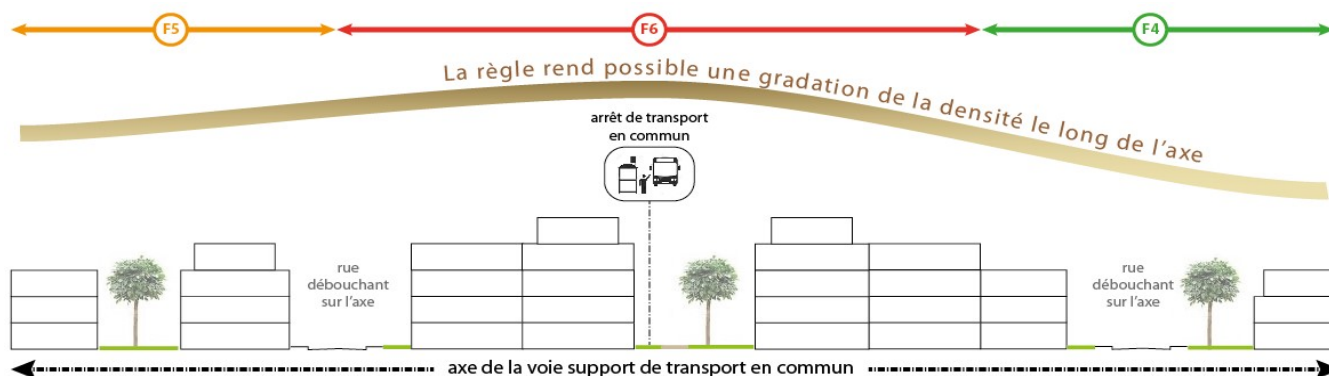 F5
F6
F4
La règle rend possible une gradation de la densité le long de l'axe
arrêt de transport
en commun
rue
débouchant
sur l'axe
rue
débouchant
sur l'axe
axe de la voie support de transport en commun